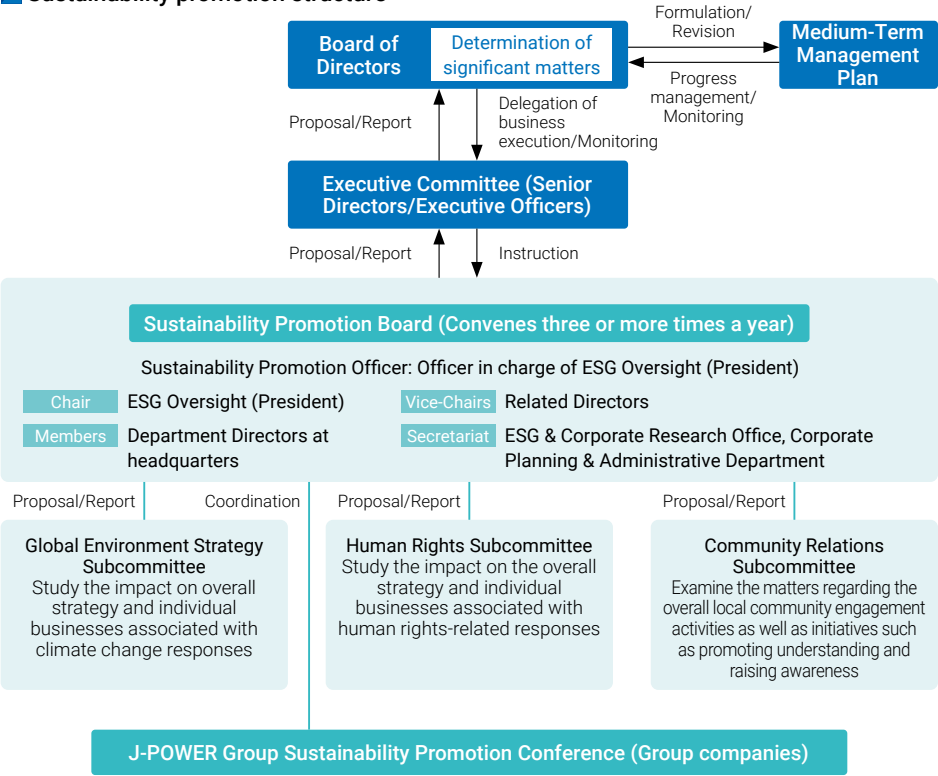 Sustainability promotion structure
Formulation/
Revision
Board of
Directors
Determination of
significant matters
Medium-Term
Management
Plan
Progress
management/
Monitoring
Proposal/Report
Delegation of
business
execution/Monitoring
Executive Committee (Senior
Directors/Executive Officers)
Proposal/Report
Instruction
Sustainability Promotion Board (Convenes three or more times a year)
Sustainability Promotion Officer: Officer in charge of ESG Oversight (President)
Chair
ESG Oversight (President)
Vice-Chairs
Related Directors
Members
Department Directors at
headquarters
Secretariat
ESG & Corporate Research Office, Corporate
Planning & Administrative Department
Proposal/Report
Coordination
Proposal/Report
Proposal/Report
Global Environment Strategy
Subcommittee
Study the impact on overall
strategy and individual
businesses associated with
climate change responses
Human Rights Subcommittee
Study the impact on the overall
strategy and individual
businesses associated with
human rights-related responses
Community Relations
Subcommittee
Examine the matters regarding the
overall local community engagement
activities as well as initiatives such
as promoting understanding and
raising awareness
J-POWER Group Sustainability Promotion Conference (Group companies)